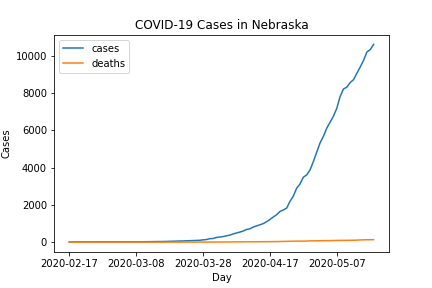 COVID-19 Cases in Nebraska
cases
deaths
10000
8000
6000
4000
2000
0
Cases
2020-02-17 2020-03-08 2020-03-28 2020-04-17 2020-05-07
Day